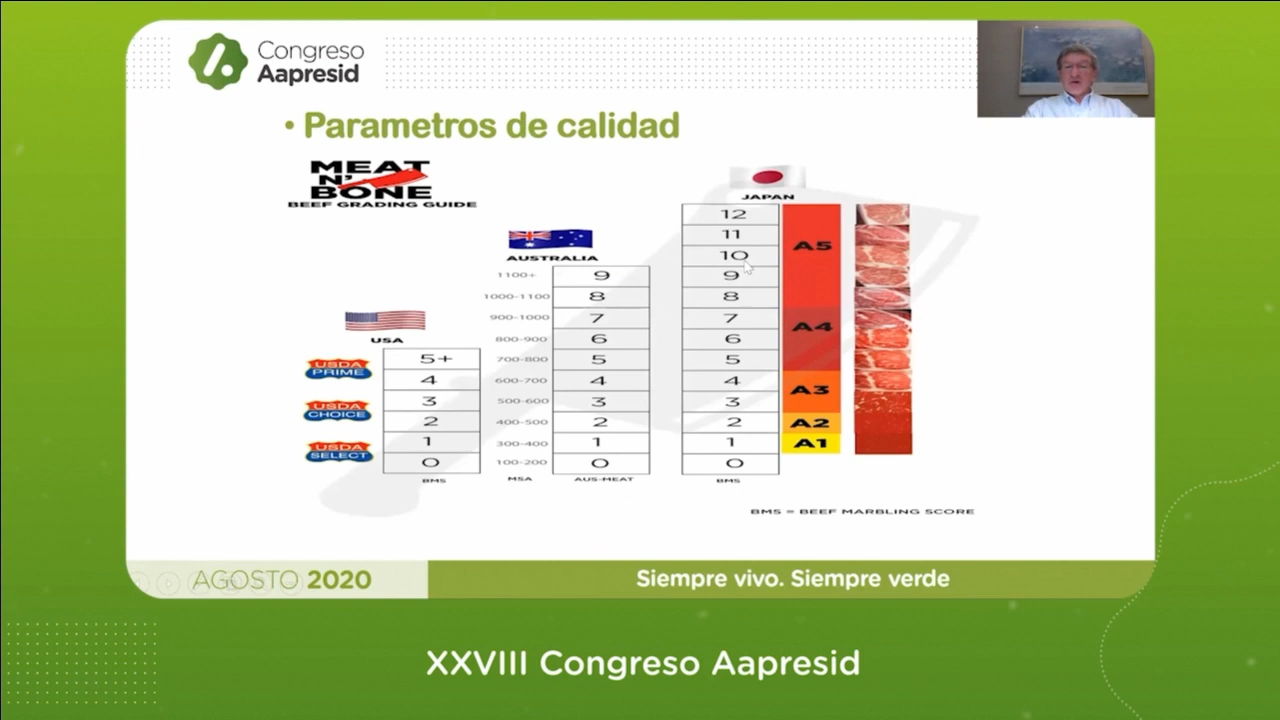 Congreso
Aapresid
• Parametros de calidad
MEAT
N'
BONE
BEEF GRADING GUIDE
USA
USDA
PRIME
USDA
CHOICE
USDA
SELECT
5+
4
3
2
1
0
BMS
AUSTRALIA
1100+ 9
1000-1100 8
900-1000 7
800-900 6
700-800 5
600-700 4
500-600 3
400-500 2
300-400 1
100-200 0
MSA AUS-MEAT
JAPAN
12
11
10
9
8
7
6
5
4
3
2
1
0
BMS
A5
A4
A3
A2
A1
BMS = BEEF MARBLING SCORE
AGOSTO 2020
Siempre vivo. Siempre verde
XXVIII Congreso Aapresid